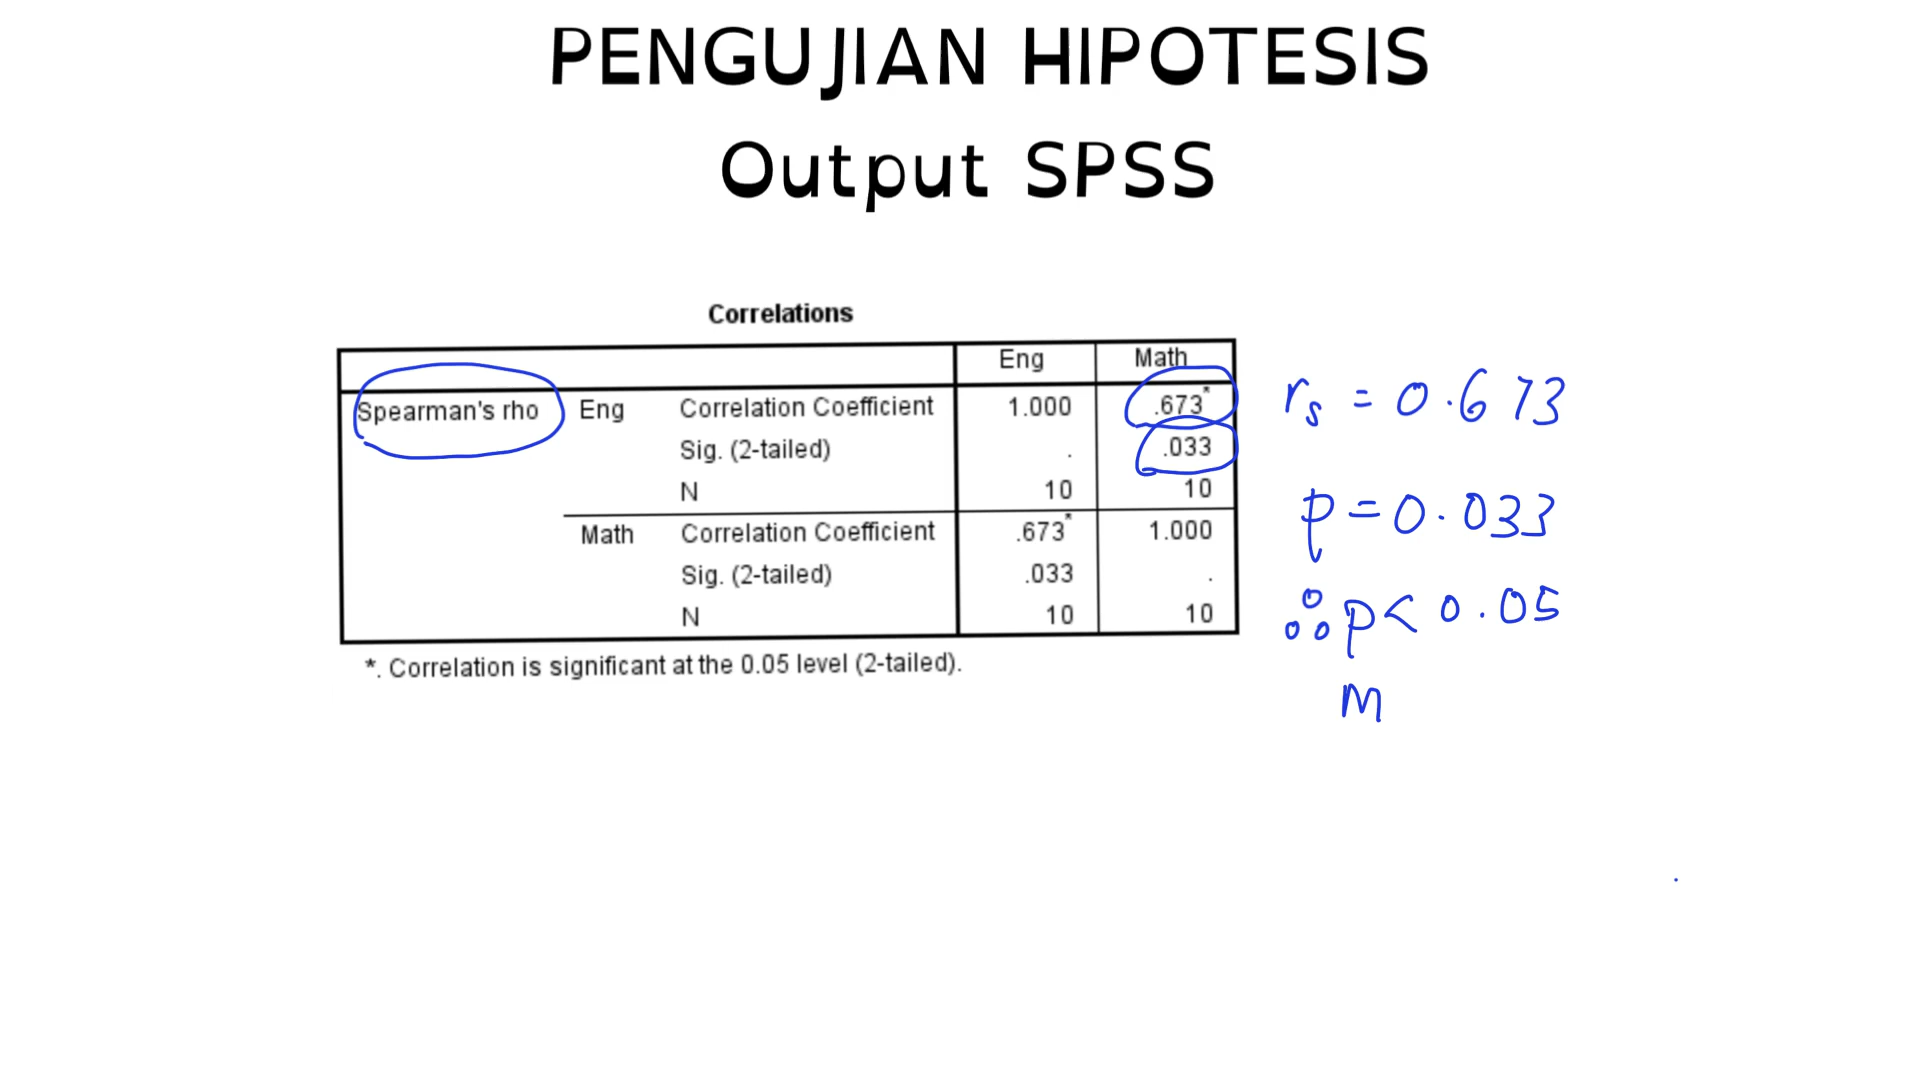 PENGUJIAN HIPOTESIS
Output SPSS
Correlations
Eng Math
Spearman's rho Eng Correlation Coefficient 1.000 .673*
Sig. (2-tailed) . .033
N 10 10
Math Correlation Coefficient .673* 1.000
Sig. (2-tailed) .033 .
N 10 10
*. Correlation is significant at the 0.05 level (2-tailed).
rs = 0.673
p = 0.033
∴ p < 0.05
M